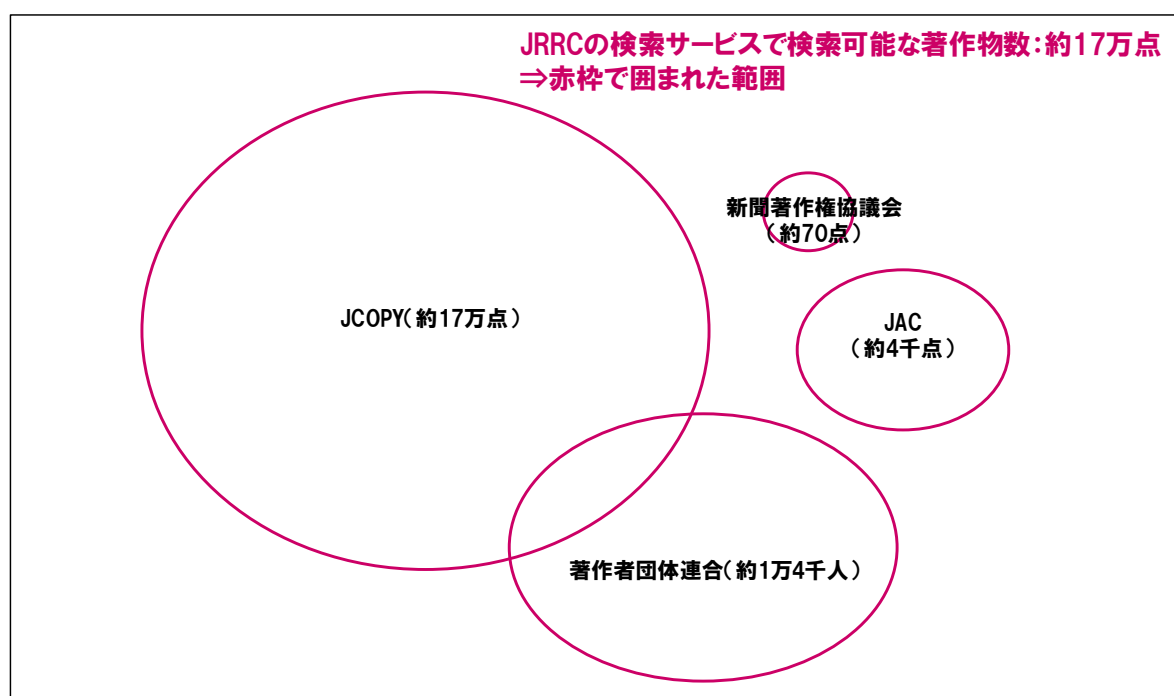 JRRCの検索サービスで検索可能な著作物数:約17万点
⇒赤枠で囲まれた範囲
新聞著作権協議会
(約70点)
JCOPY(約17万点)
JAC
(約4千点)
著作者団体連合(約1万4千人)